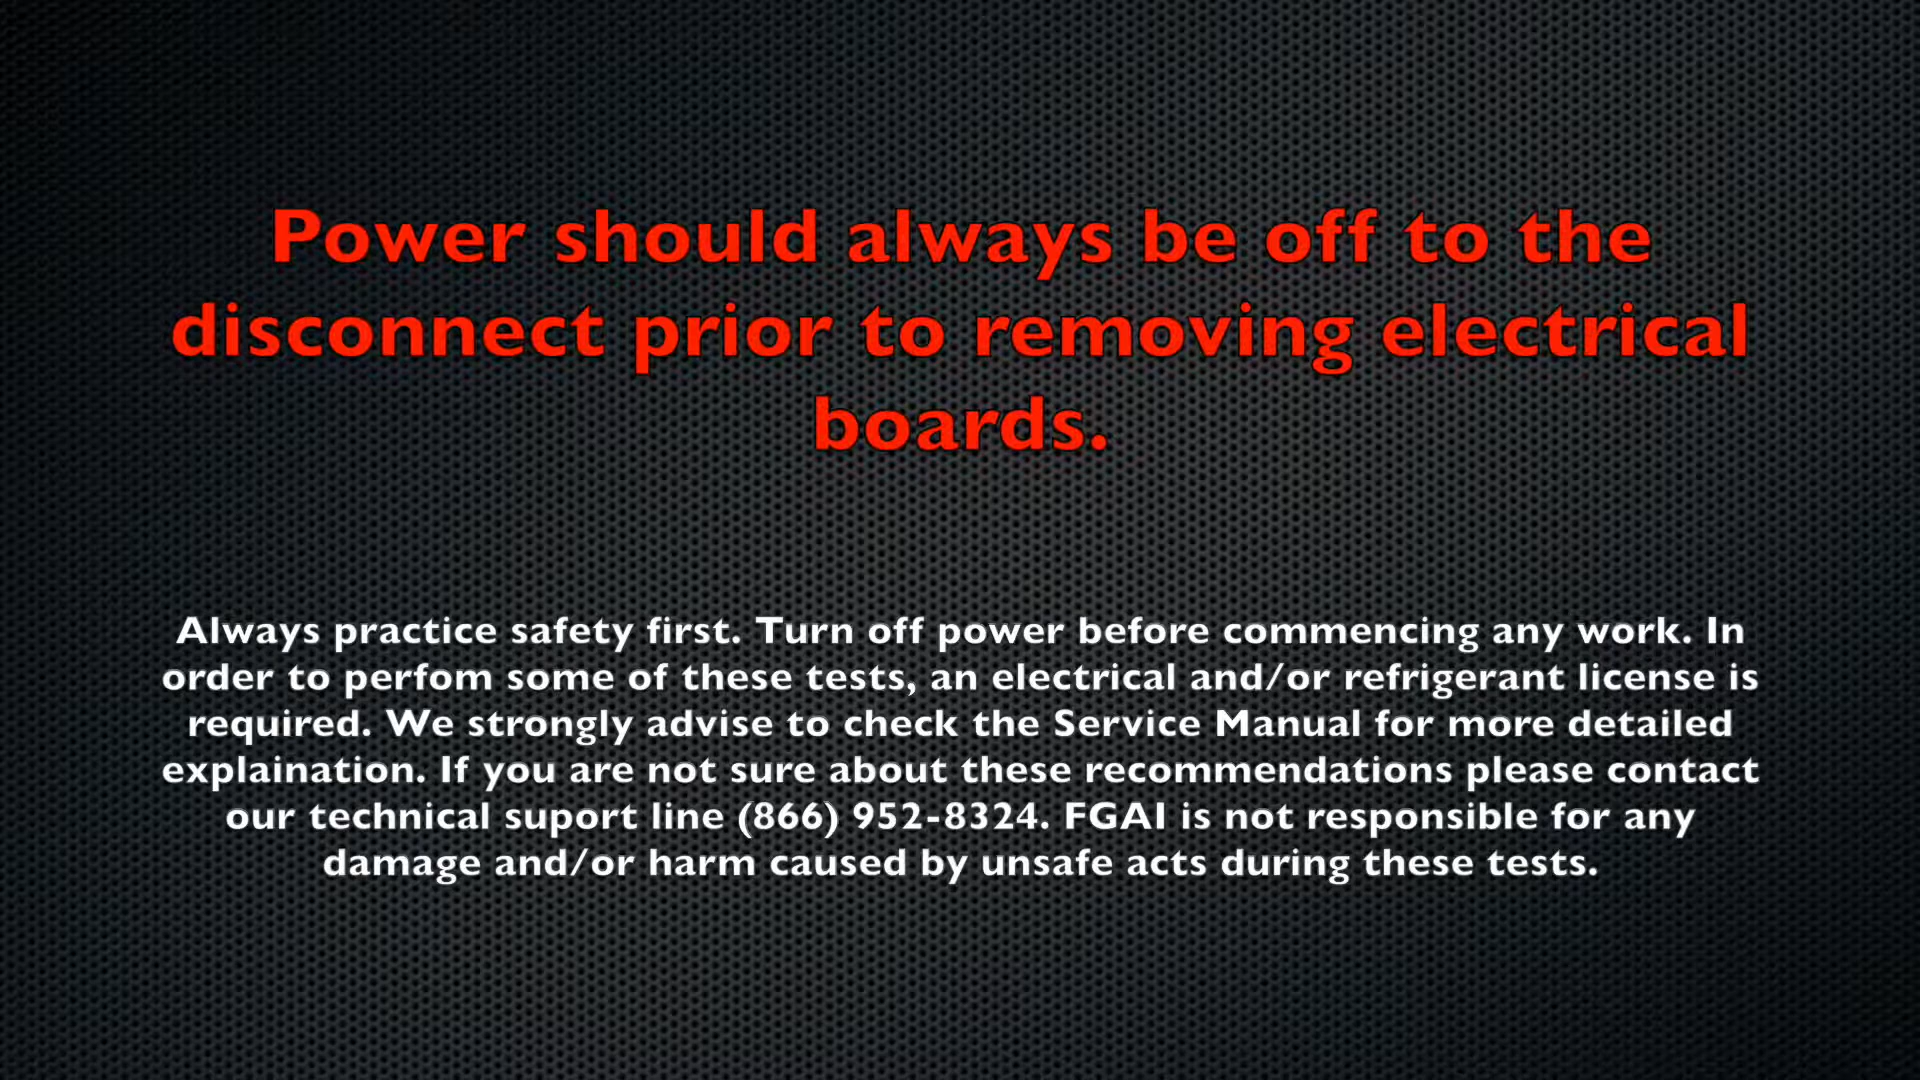 Power should always be off to the
disconnect prior to removing electrical
boards.
Always practice safety first. Turn off power before commencing any work. In
order to perfom some of these tests, an electrical and/or refrigerant license is
required. We strongly advise to check the Service Manual for more detailed
explaination. If you are not sure about these recommendations please contact
our technical suport line (866) 952-8324. FGAI is not responsible for any
damage and/or harm caused by unsafe acts during these tests.